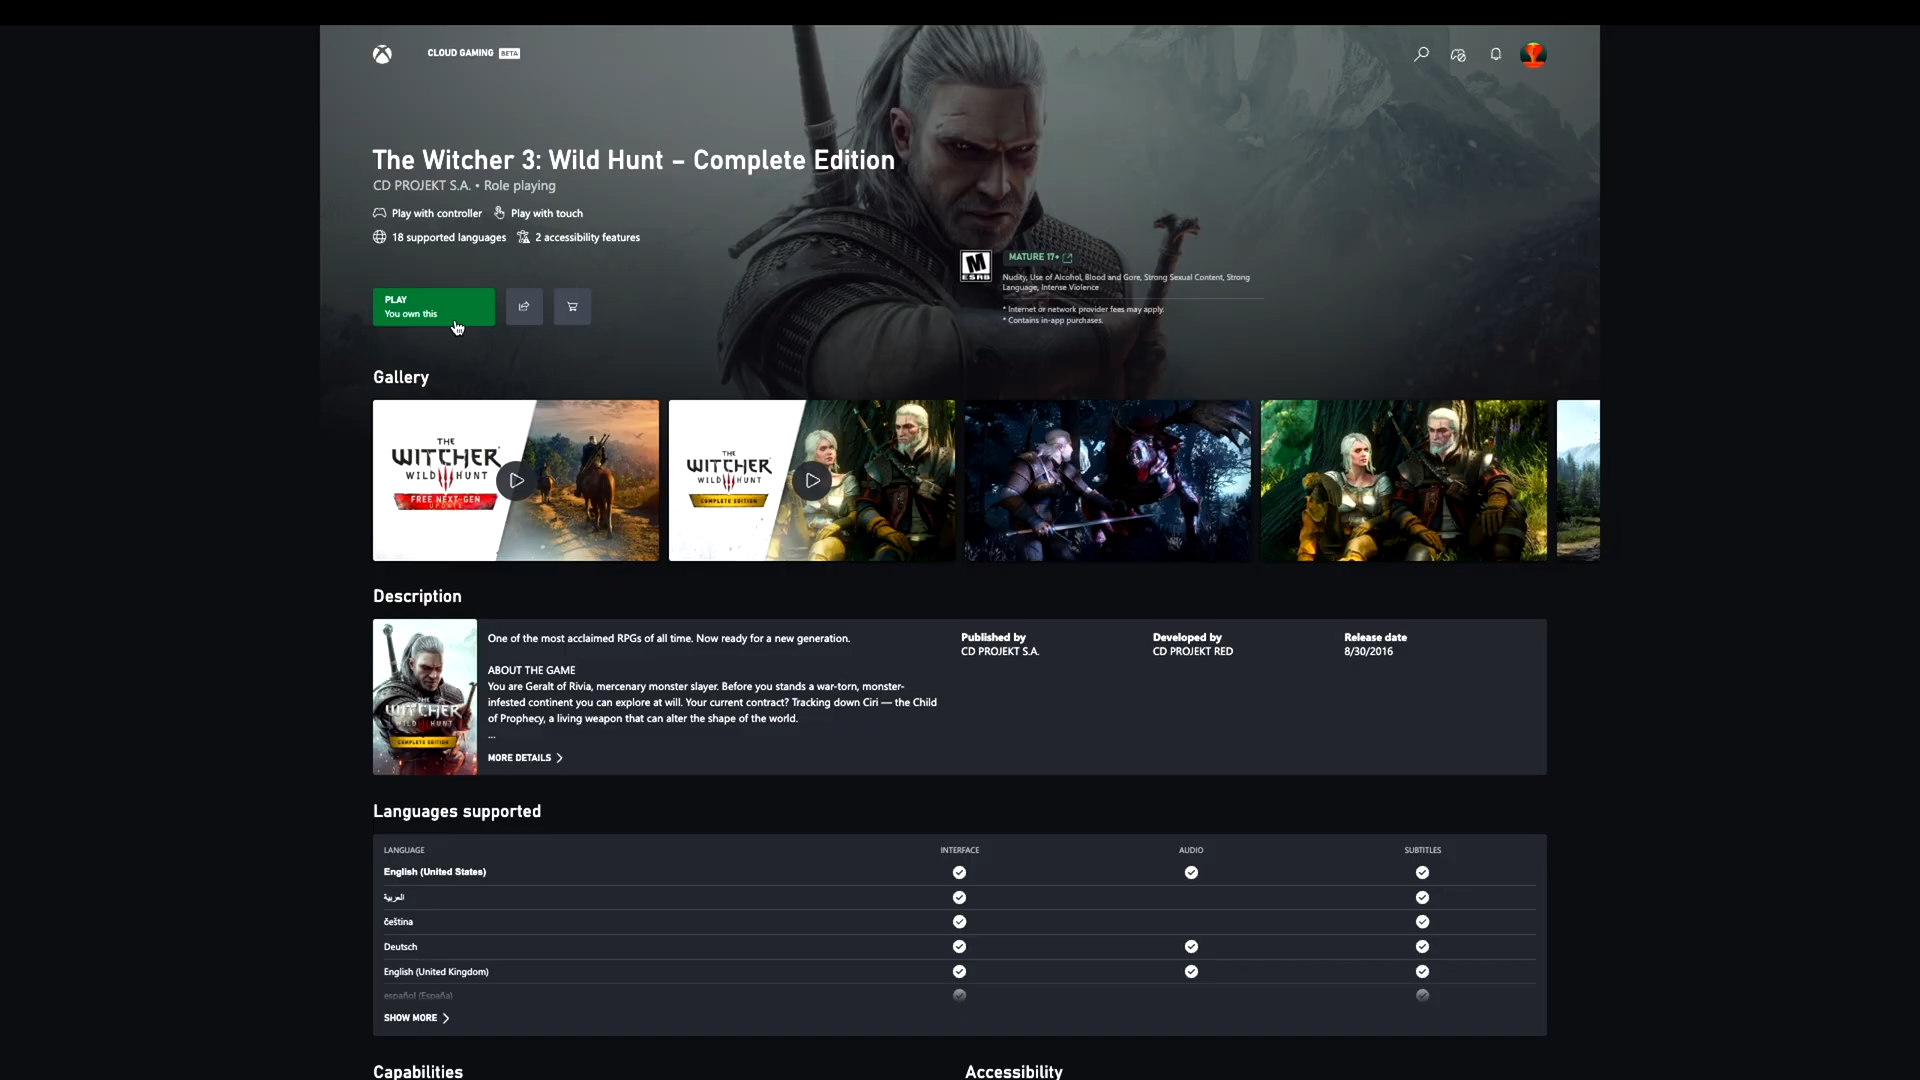 CLOUD GAMING BETA
The Witcher 3: Wild Hunt – Complete Edition
CD PROJEKT S.A. • Role playing
Play with controller Play with touch
18 supported languages 2 accessibility features
M
ESRB
MATURE 17+
Nudity, Use of Alcohol, Blood and Gore, Strong Sexual Content, Strong
Language, Intense Violence
* Internet or network provider fees may apply.
* Contains in-app purchases.
PLAY
You own this
Gallery
THE
WITCHER
WILD HUNT
FREE NEXT-GEN
UPDATE
THE
WITCHER
WILD HUNT
COMPLETE EDITION
Description
THE
WITCHER
WILD HUNT
COMPLETE EDITION
One of the most acclaimed RPGs of all time. Now ready for a new generation.
ABOUT THE GAME
You are Geralt of Rivia, mercenary monster slayer. Before you stands a war-torn, monster-
infested continent you can explore at will. Your current contract? Tracking down Ciri — the Child
of Prophecy, a living weapon that can alter the shape of the world.
...
MORE DETAILS
Published by
CD PROJEKT S.A.
Developed by
CD PROJEKT RED
Release date
8/30/2016
Languages supported
LANGUAGE INTERFACE AUDIO SUBTITLES
English (United States)
العربية
čeština
Deutsch
English (United Kingdom)
español (España)
SHOW MORE
Capabilities
Accessibility